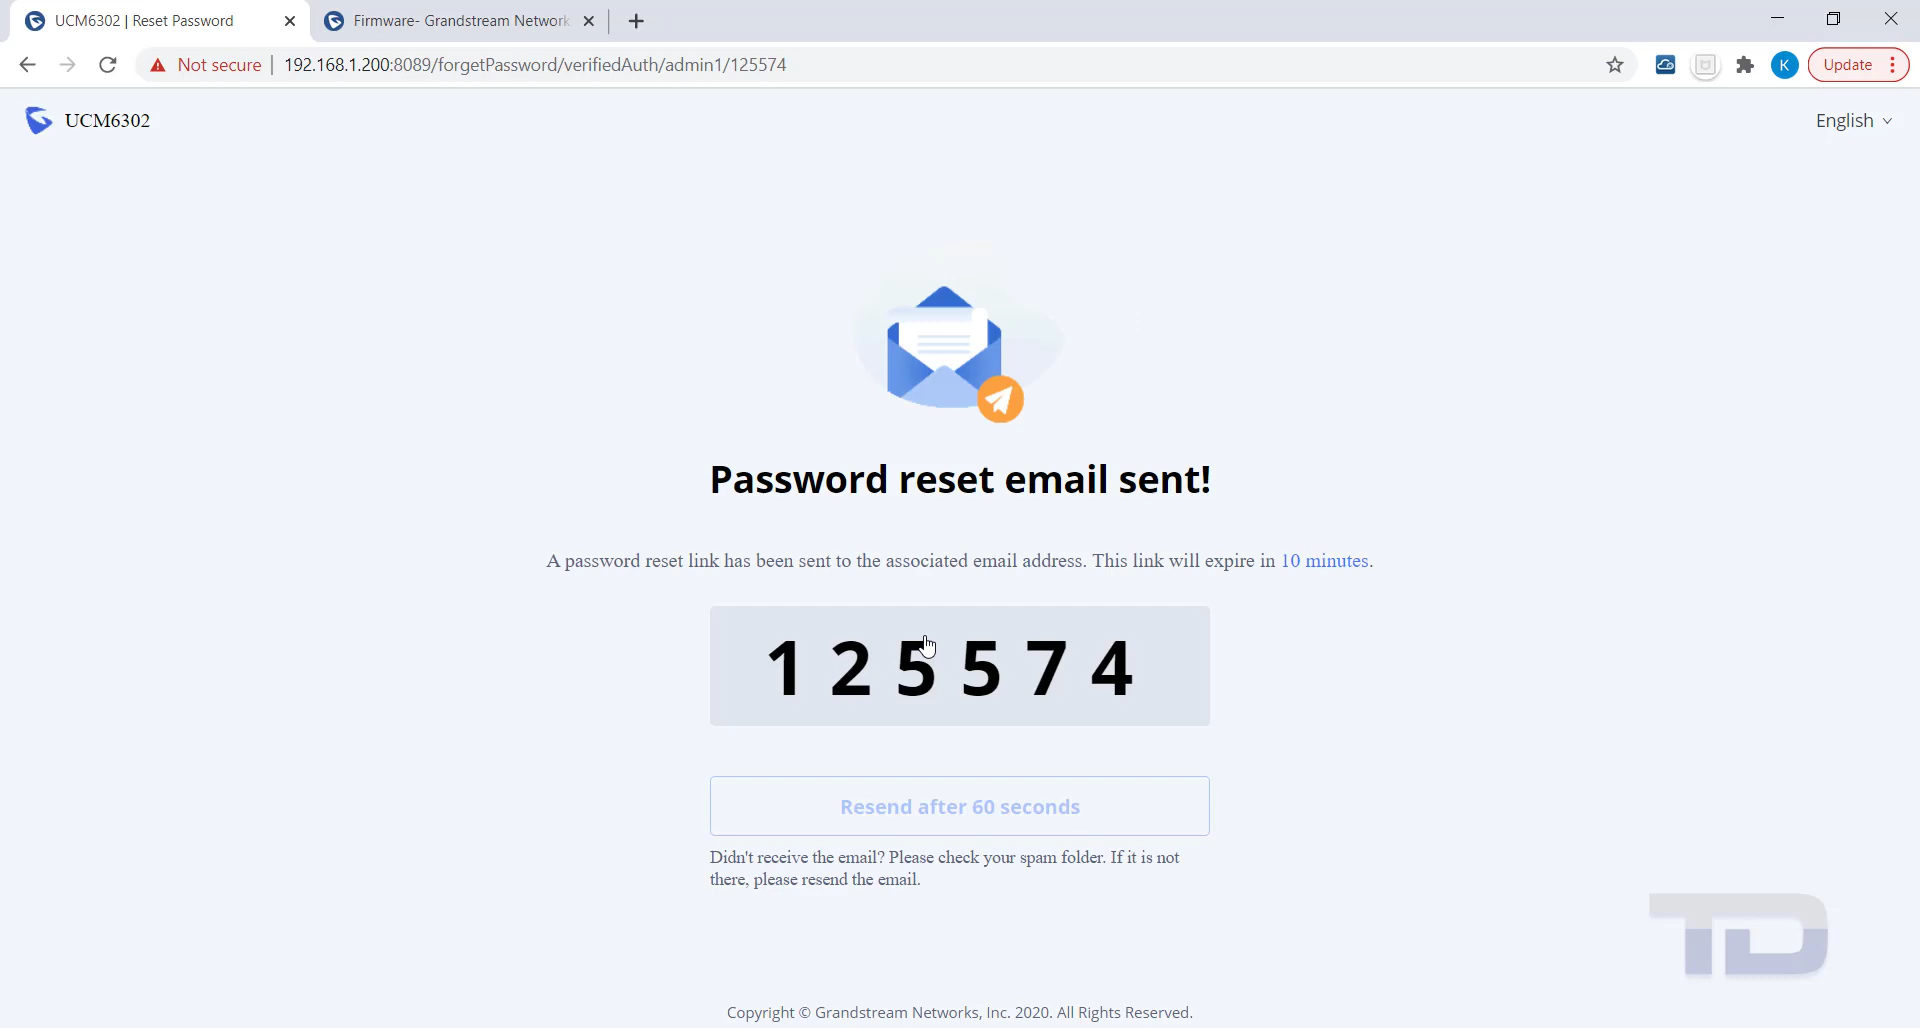 UCM6302 | Reset Password
Firmware- Grandstream Network
Not secure
192.168.1.200:8089/forgetPassword/verifiedAuth/admin1/125574
K
Update
UCM6302
English
Password reset email sent!
A password reset link has been sent to the associated email address. This link will expire in 10 minutes.
1 2 5 5 7 4
Resend after 60 seconds
Didn't receive the email? Please check your spam folder. If it is not
there, please resend the email.
TD
Copyright © Grandstream Networks, Inc. 2020. All Rights Reserved.